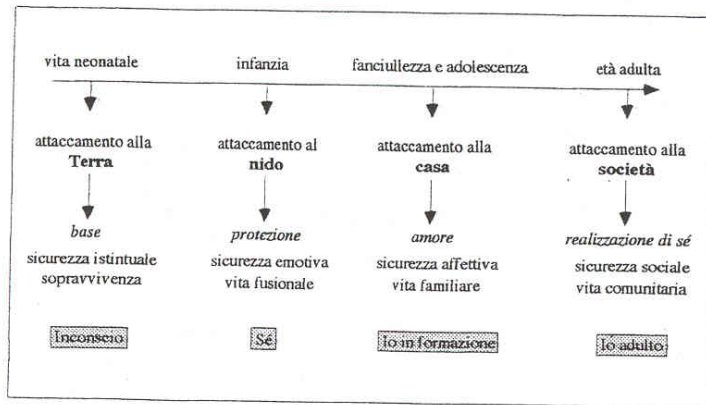 vita neonatale
infanzia
fanciullezza e adolescenza
età adulta
attaccamento alla
Terra
attaccamento al
nido
attaccamento alla
casa
attaccamento alla
società
base
sicurezza istintuale
sopravvivenza
protezione
sicurezza emotiva
vita fusionale
amore
sicurezza affettiva
vita familiare
realizzazione di sé
sicurezza sociale
vita comunitaria
Inconscio
Sé
Io in formazione
Io adulto